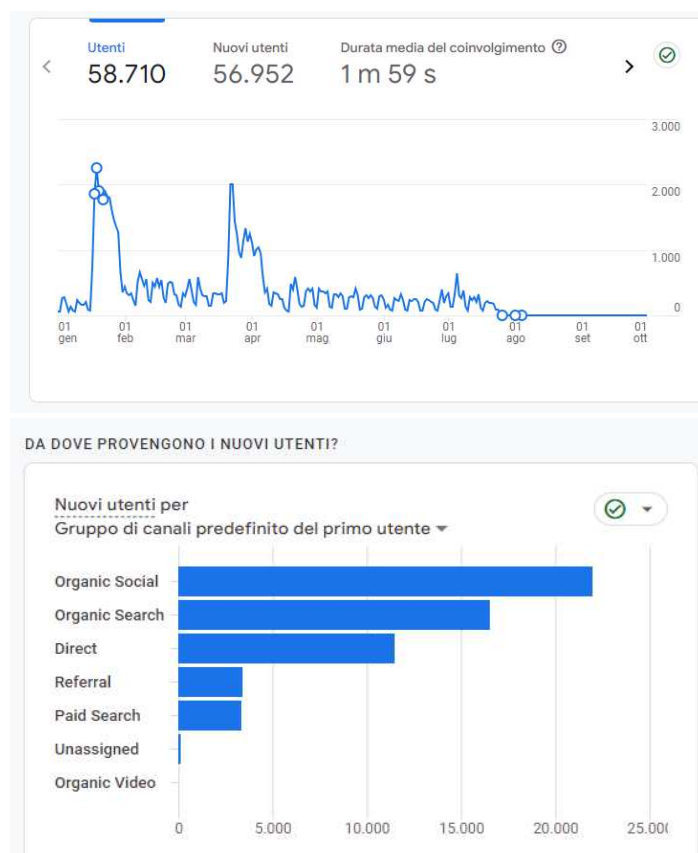 Utenti Nuovi utenti Durata media del coinvolgimento
58.710 56.952 1 m 59 s
3.000
2.000
1.000
0
01 01 01 01 01 01 01 01 01 01
gen feb mar apr mag giu lug ago set ott
DA DOVE PROVENGONO I NUOVI UTENTI?
Nuovi utenti per
Gruppo di canali predefinito del primo utente
Organic Social
Organic Search
Direct
Referral
Paid Search
Unassigned
Organic Video
0 5.000 10.000 15.000 20.000 25.00